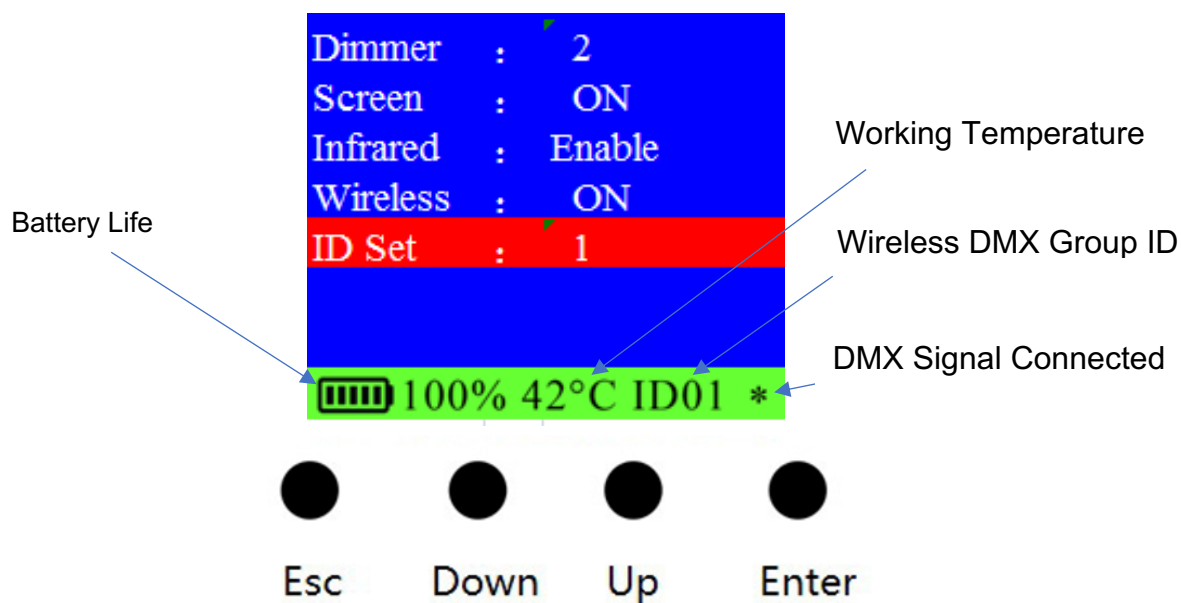 Dimmer : 2
Screen : ON
Infrared : Enable
Wireless : ON
ID Set : 1
100% 42°C ID01 *
Battery Life
Working Temperature
Wireless DMX Group ID
DMX Signal Connected
Esc Down Up Enter